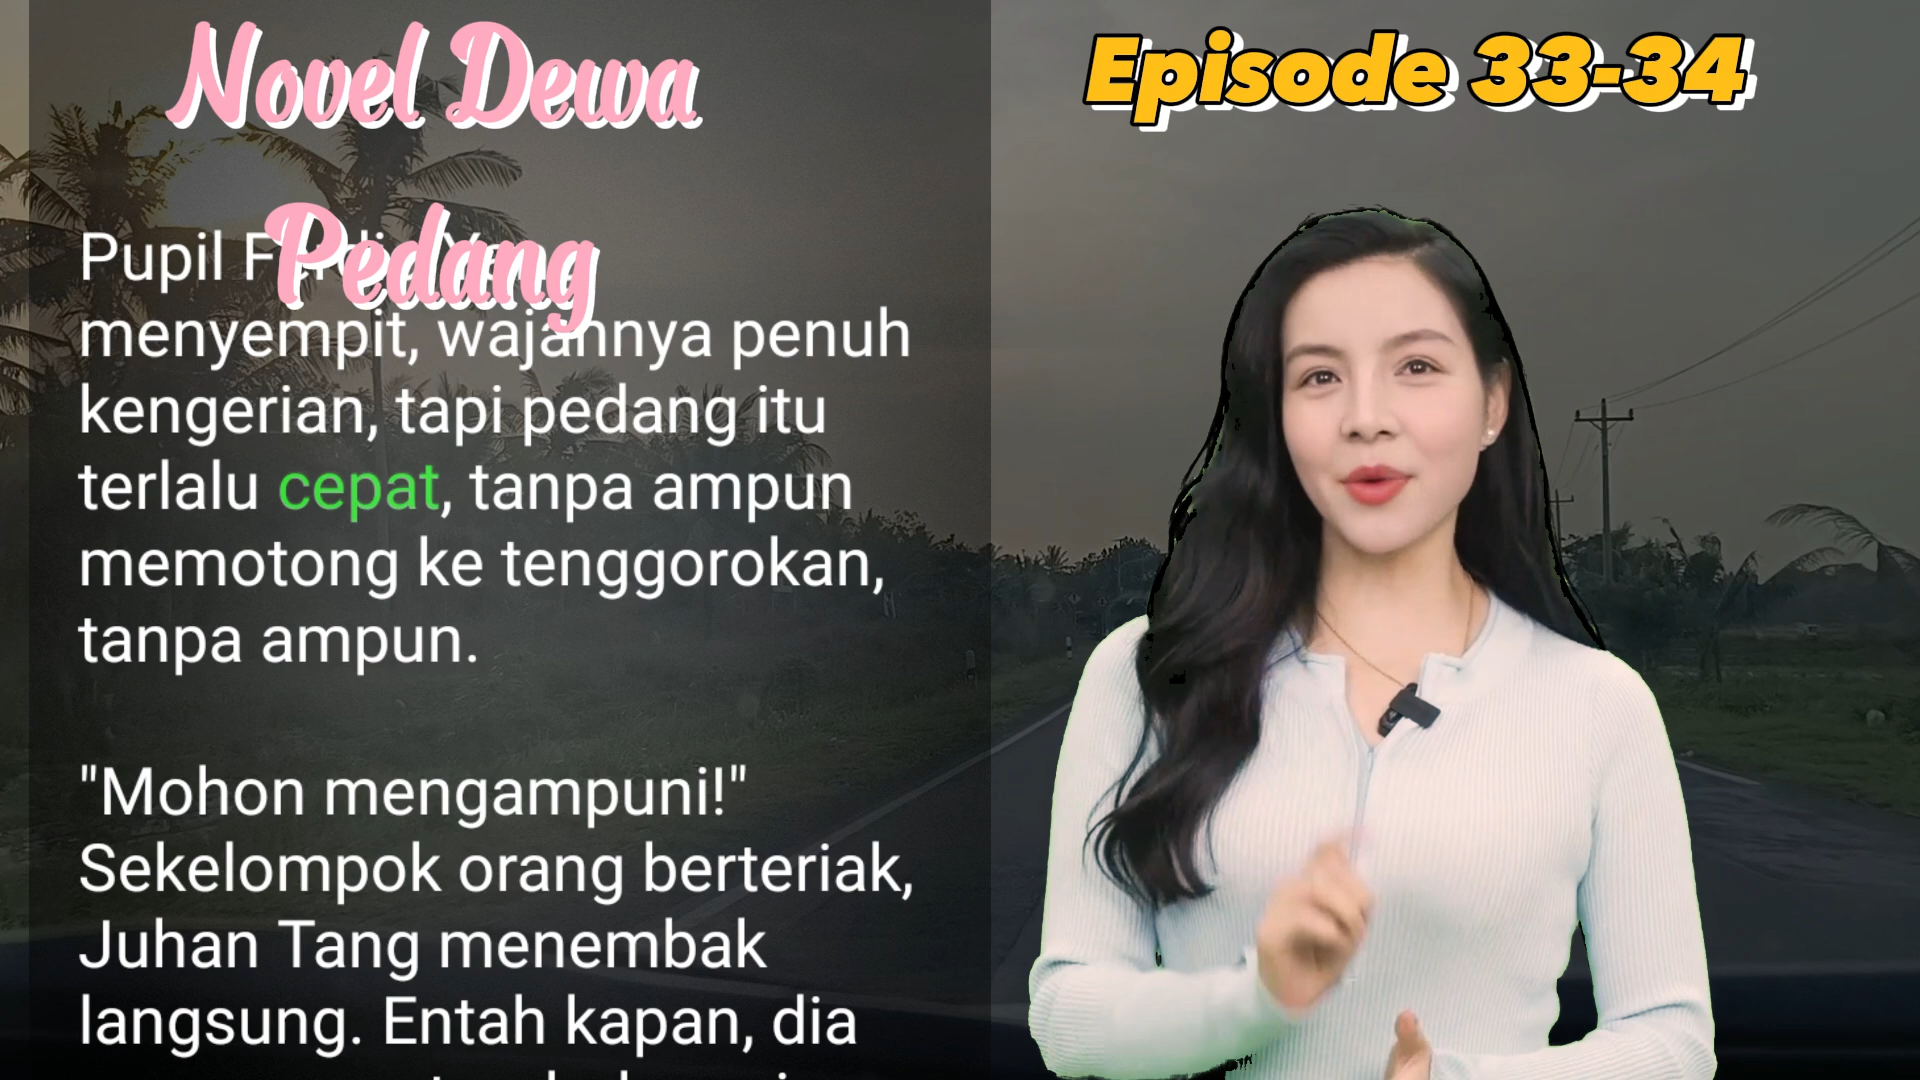 Novel Dewa
Pedang
Episode 33-34
Pupil
menyempit, wajahnya penuh
kengerian, tapi pedang itu
terlalu cepat, tanpa ampun
memotong ke tenggorokan,
tanpa ampun.
"Mohon mengampuni!"
Sekelompok orang berteriak,
Juhan Tang menembak
langsung. Entah kapan, dia